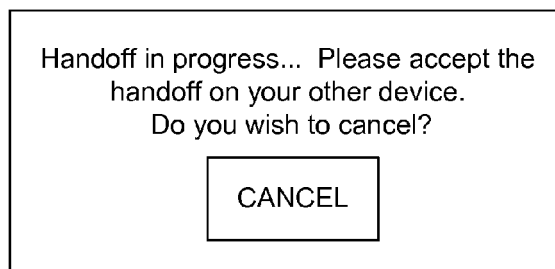 Handoff in progress... Please accept the
handoff on your other device.
Do you wish to cancel?
CANCEL